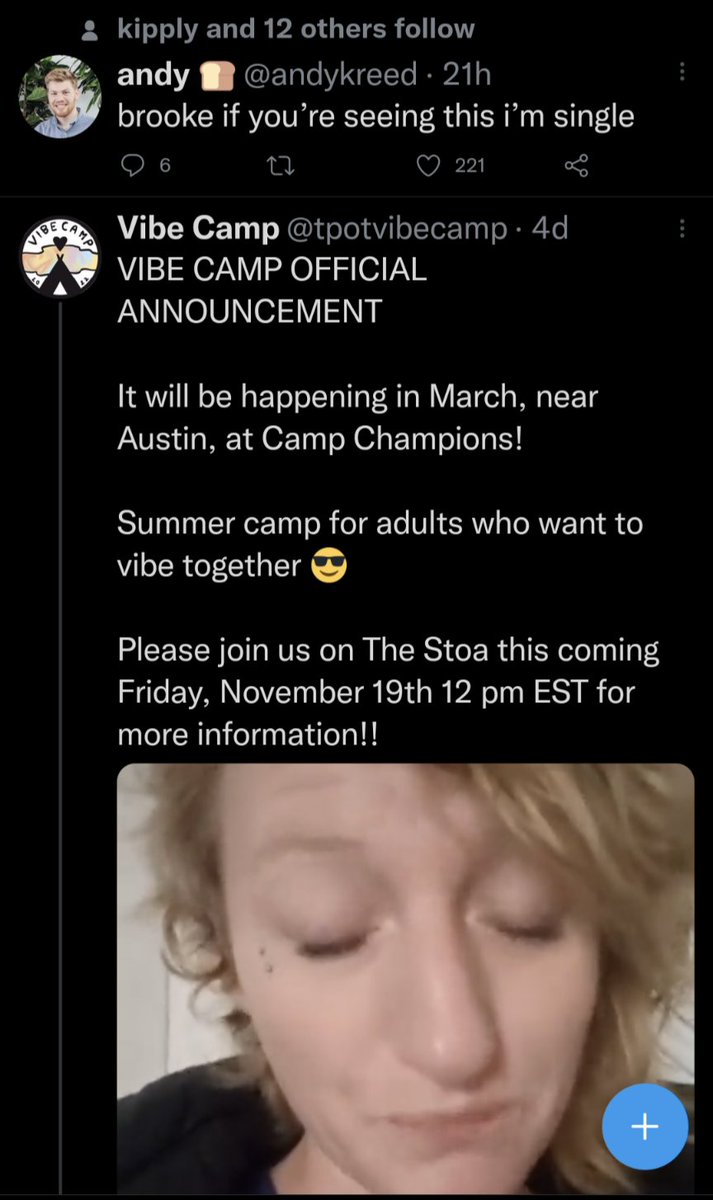 kipply and 12 others follow
andy 🍞 @andykreed · 21h
brooke if you’re seeing this i’m single
6
221
VIBE CAMP
Vibe Camp @tpotvibecamp · 4d
VIBE CAMP OFFICIAL
ANNOUNCEMENT
It will be happening in March, near
Austin, at Camp Champions!
Summer camp for adults who want to
vibe together 😎
Please join us on The Stoa this coming
Friday, November 19th 12 pm EST for
more information!!